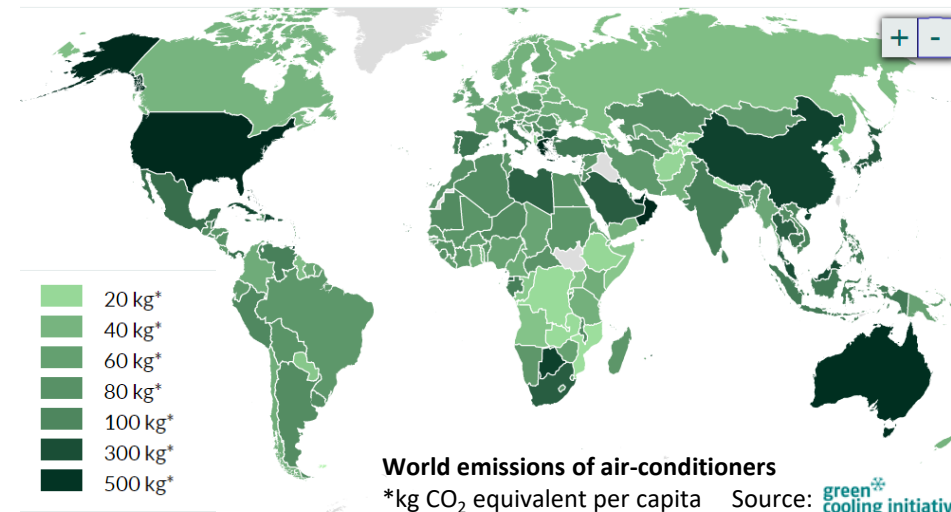 + -
20 kg*
40 kg*
60 kg*
80 kg*
100 kg*
300 kg*
500 kg*
World emissions of air-conditioners
*kg CO₂ equivalent per capita Source: green
cooling initiativ